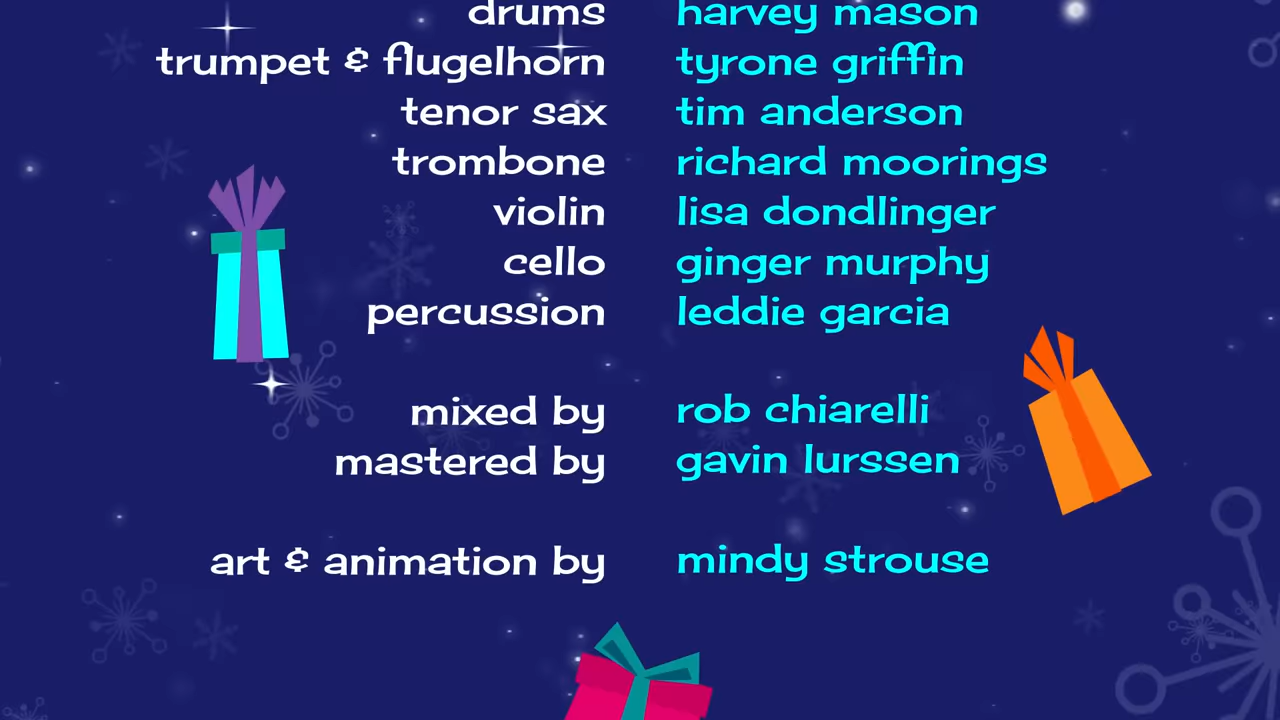 drums harvey mason
trumpet & flugelhorn tyrone griffin
tenor sax tim anderson
trombone richard moorings
violin lisa dondlinger
cello ginger murphy
percussion leddie garcia
mixed by rob chiarelli
mastered by gavin lurssen
art & animation by mindy strouse